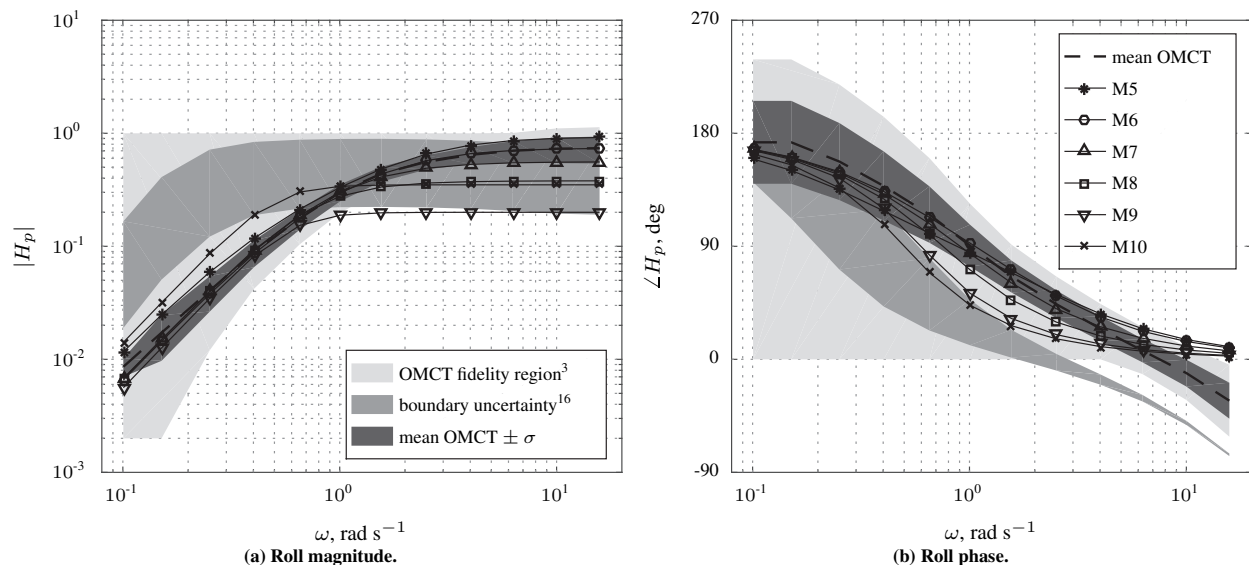 10^1
10^0
10^-1
10^-2
10^-3
|H_p|
10^-1
10^0
10^1
ω, rad s^−1
OMCT fidelity region^3
boundary uncertainty^16
mean OMCT ± σ
(a) Roll magnitude.
270
180
90
0
-90
∠H_p, deg
10^-1
10^0
10^1
ω, rad s^−1
mean OMCT
M5
M6
M7
M8
M9
M10
(b) Roll phase.